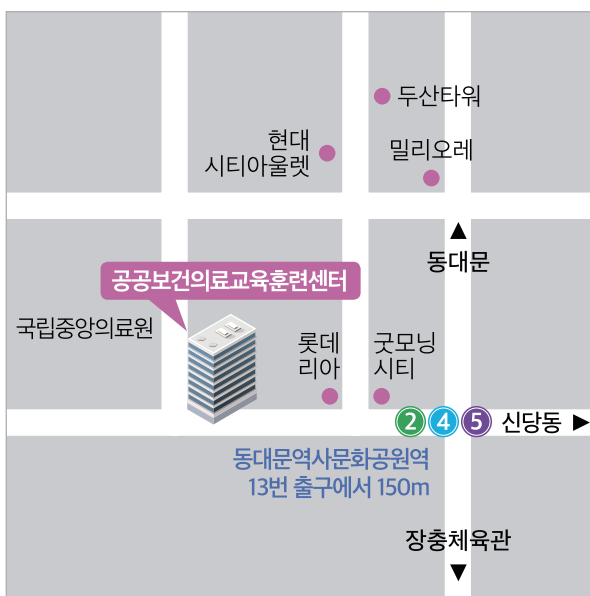 두산타워
현대
시티아울렛
밀리오레
동대문
공공보건의료교육훈련센터
국립중앙의료원
롯데
리아
굿모닝
시티
2 4 5 신당동
동대문역사문화공원역
13번 출구에서 150m
장충체육관